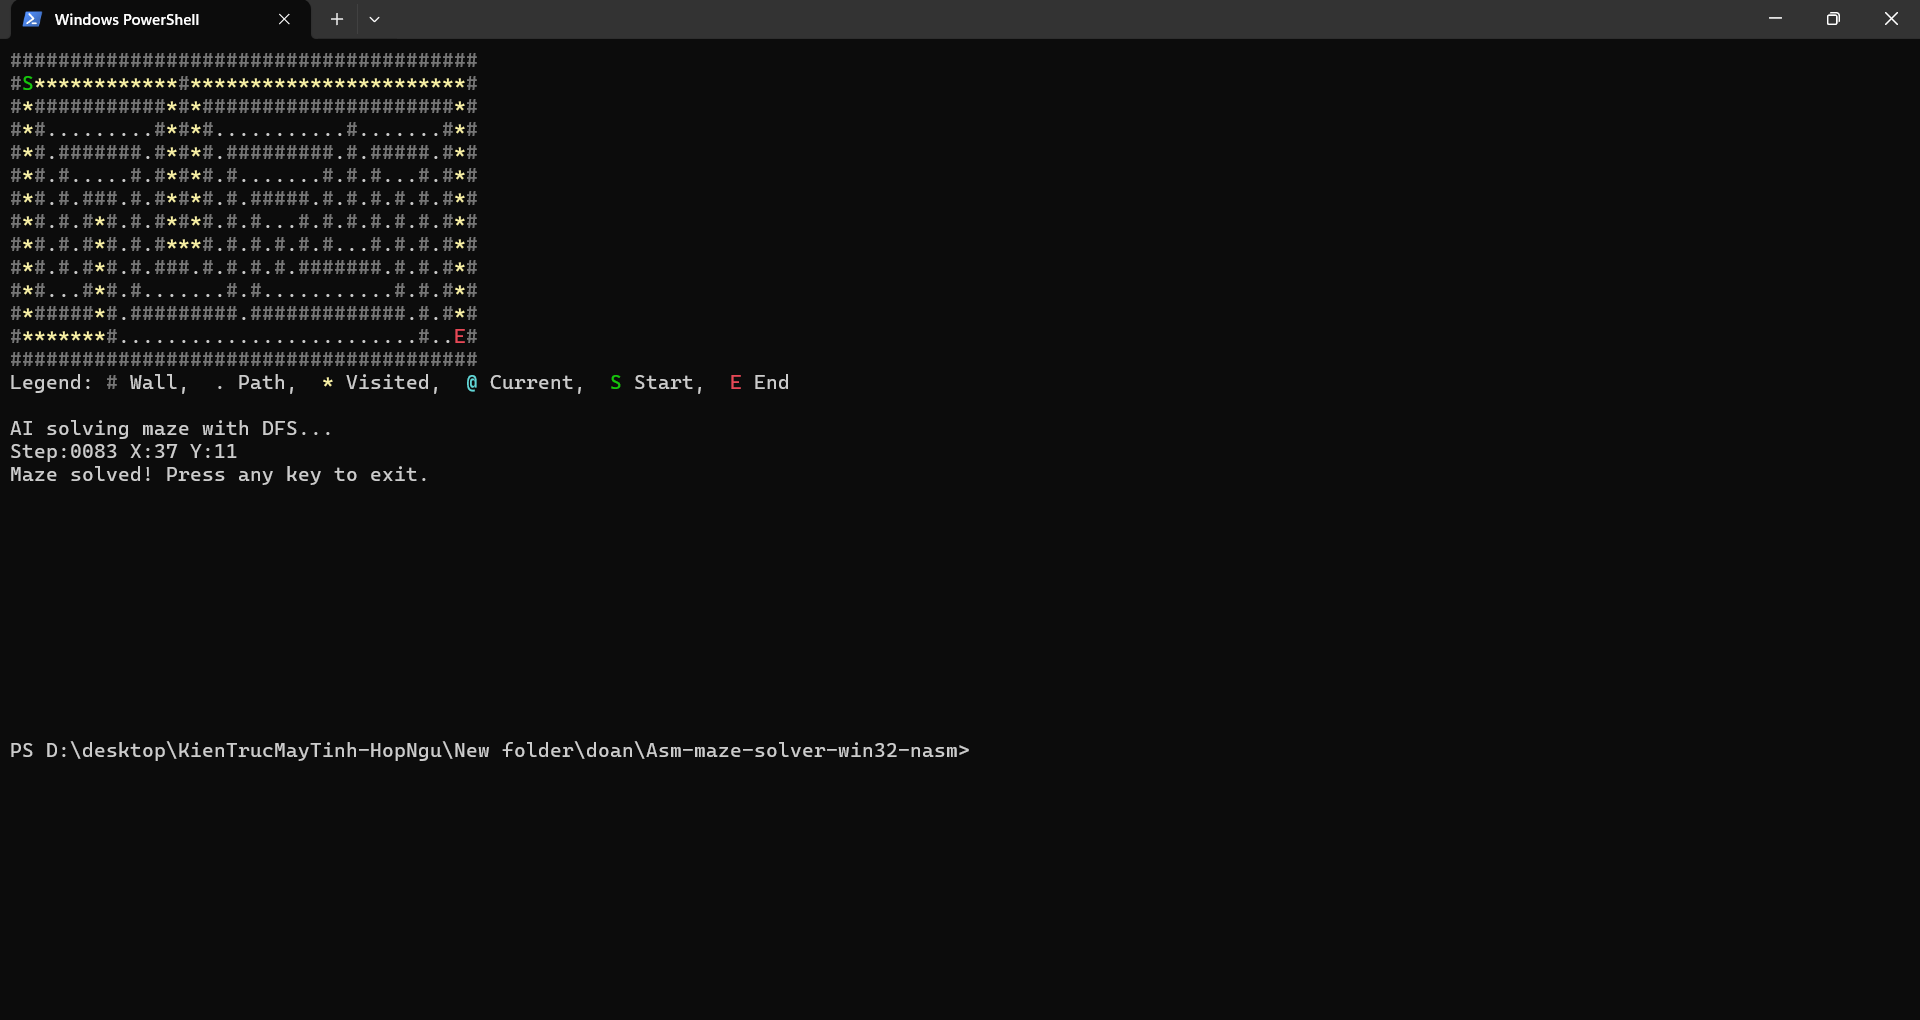 Windows PowerShell
#######################################
#S************#***********************#
#*###########*#*#####################*#
#*#.........#*#*#...........#.......#*#
#*#.#######.#*#*#.#########.#.#####.#*#
#*#.#.....#.#*#*#.#.......#.#.#...#.#*#
#*#.#.###.#.#*#*#.#.#####.#.#.#.#.#.#*#
#*#.#.#*#.#.#*#*#.#.#...#.#.#.#.#.#.#*#
#*#.#.#*#.#.#***#.#.#.#.#.#...#.#.#.#*#
#*#.#.#*#.#.###.#.#.#.#.#######.#.#.#*#
#*#...#*#.#.......#.#...........#.#.#*#
#*#####*#.#########.#############.#.#*#
#*******#.........................#..E#
#######################################
Legend: # Wall,  . Path,  * Visited,  @ Current,  S Start,  E End
AI solving maze with DFS...
Step:0083 X:37 Y:11
Maze solved! Press any key to exit.
PS D:\desktop\KienTrucMayTinh-HopNgu\New folder\doan\Asm-maze-solver-win32-nasm>